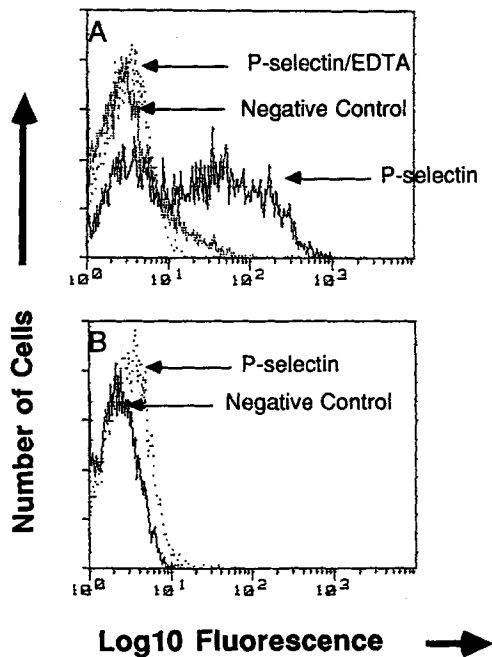 A
P-selectin/EDTA
Negative Control
P-selectin
10⁰ 10¹ 10² 10³
B
P-selectin
Negative Control
10⁰ 10¹ 10² 10³
Number of Cells
Log10 Fluorescence